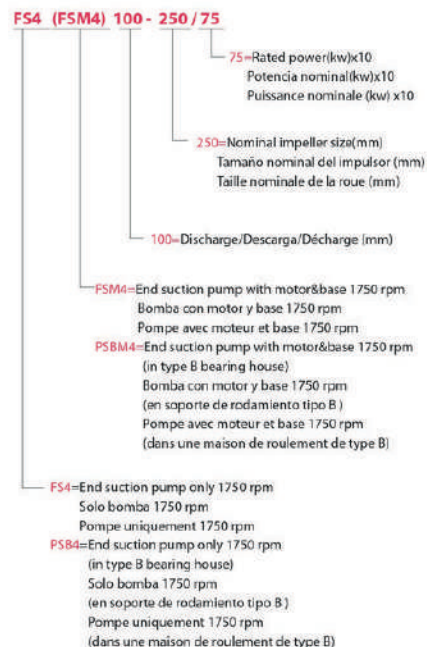 FS4 (FSM4) 100 - 250/75
75=Rated power(kw)x10
Potencia nominal(kw)x10
Puissance nominale (kw) x10
250=Nominal impeller size(mm)
Tamaño nominal del impulsor (mm)
Taille nominale de la roue (mm)
100=Discharge/Descarga/Décharge (mm)
FSM4=End suction pump with motor&base 1750 rpm
Bomba con motor y base 1750 rpm
Pompe avec moteur et base 1750 rpm
PSBM4=End suction pump with motor&base 1750 rpm
(in type B bearing house)
Bomba con motor y base 1750 rpm
(en soporte de rodamiento tipo B )
Pompe avec moteur et base 1750 rpm
(dans une maison de roulement de type B)
FS4=End suction pump only 1750 rpm
Solo bomba 1750 rpm
Pompe uniquement 1750 rpm
PSB4=End suction pump only 1750 rpm
(in type B bearing house)
Solo bomba 1750 rpm
(en soporte de rodamiento tipo B )
Pompe uniquement 1750 rpm
(dans une maison de roulement de type B)